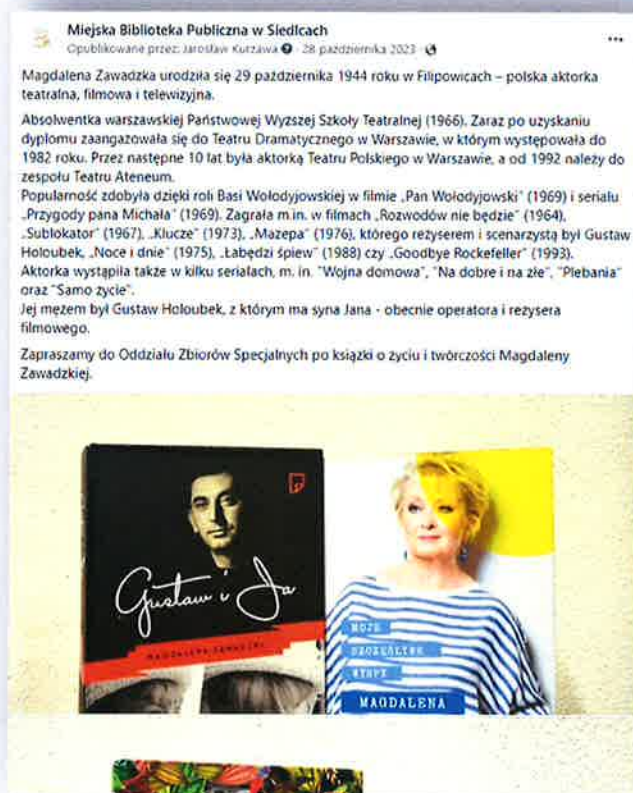 Miejska Biblioteka Publiczna w Siedlcach
Opublikowane przez: Jarosław Kurzawa · 28 października 2023 ·
Magdalena Zawadzka urodziła się 29 października 1944 roku w Filipowicach – polska aktorka
teatralna, filmowa i telewizyjna.
Absolwentka warszawskiej Państwowej Wyższej Szkoły Teatralnej (1966). Zaraz po uzyskaniu
dyplomu zaangażowała się do Teatru Dramatycznego w Warszawie, w którym występowała do
1982 roku. Przez następne 10 lat była aktorką Teatru Polskiego w Warszawie, a od 1992 należy do
zespołu Teatru Ateneum.
Popularność zdobyła dzięki roli Basi Wołodyjowskiej w filmie „Pan Wołodyjowski" (1969) i serialu
„Przygody pana Michała" (1969). Zagrała m.in. w filmach „Rozwodów nie będzie" (1964),
„Sublokator" (1967), „Klucze" (1973), „Mazepa" (1976), którego reżyserem i scenarzystą był Gustaw
Holoubek, „Noce i dnie" (1975), „Łabędzi śpiew" (1988) czy „Goodbye Rockefeller" (1993).
Aktorka wystąpiła także w kilku serialach, m. in. "Wojna domowa", "Na dobre i na złe", "Plebania"
oraz "Samo życie".
Jej mężem był Gustaw Holoubek, z którym ma syna Jana - obecnie operatora i reżysera
filmowego.
Zapraszamy do Oddziału Zbiorów Specjalnych po książki o życiu i twórczości Magdaleny
Zawadzkiej.
Gustaw i Ja
MAGDALENA ZAWADZKA
MOJE
SZCZĘŚLIWE
WYSPY
MAGDALENA